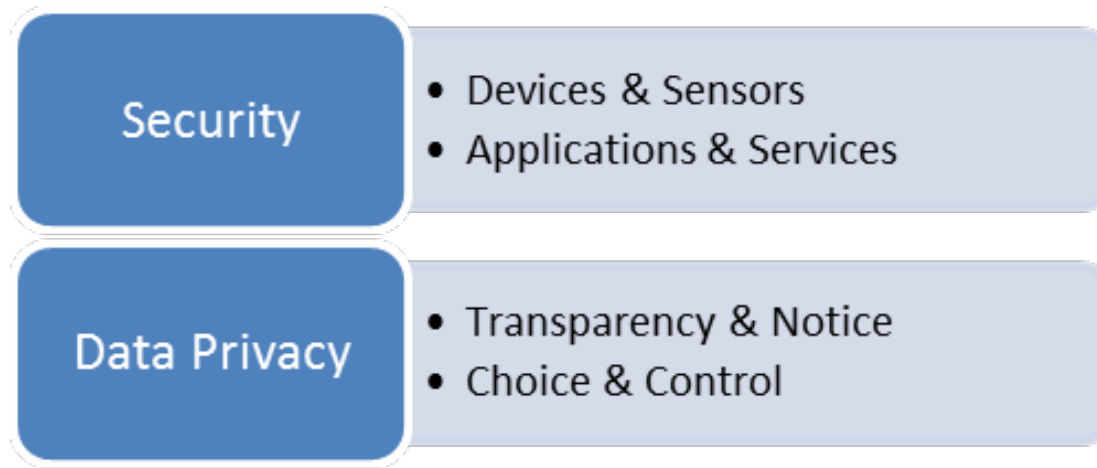 Security
• Devices & Sensors
• Applications & Services
Data Privacy
• Transparency & Notice
• Choice & Control